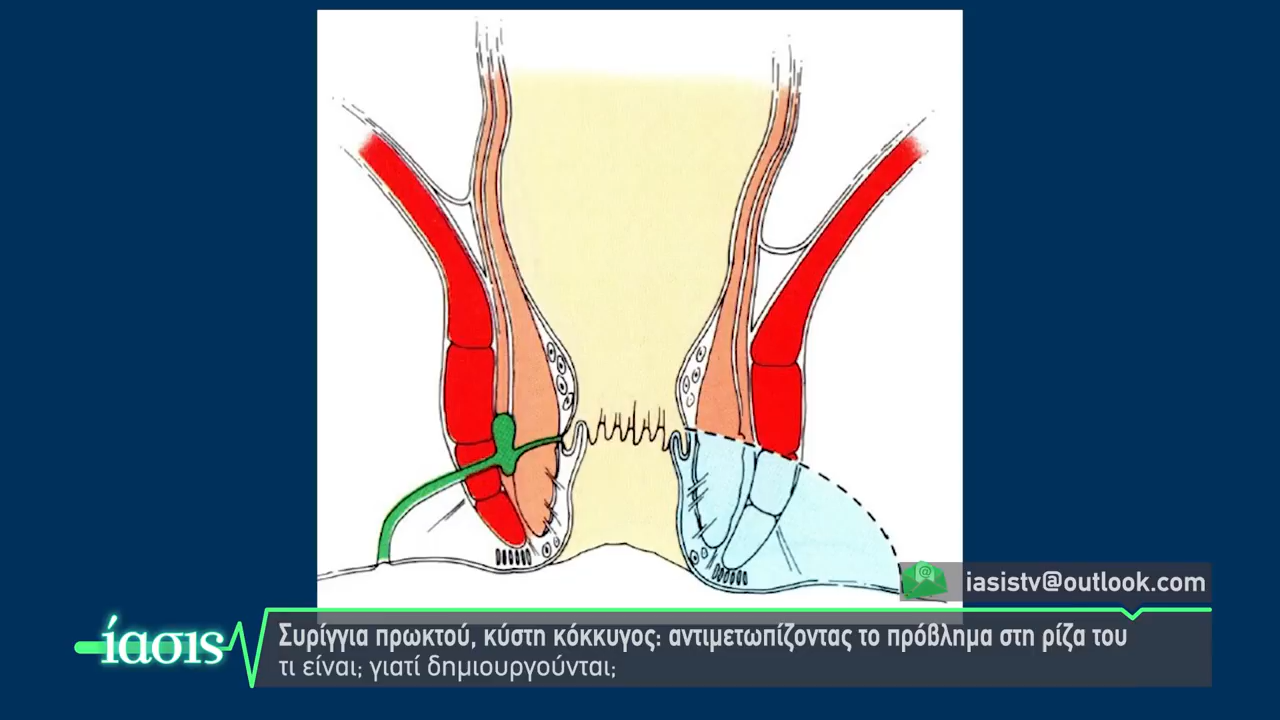 iasistv@outlook.com
ίασις
Συρίγγια πρωκτού, κύστη κόκκυγος: αντιμετωπίζοντας το πρόβλημα στη ρίζα του
τι είναι; γιατί δημιουργούνται;